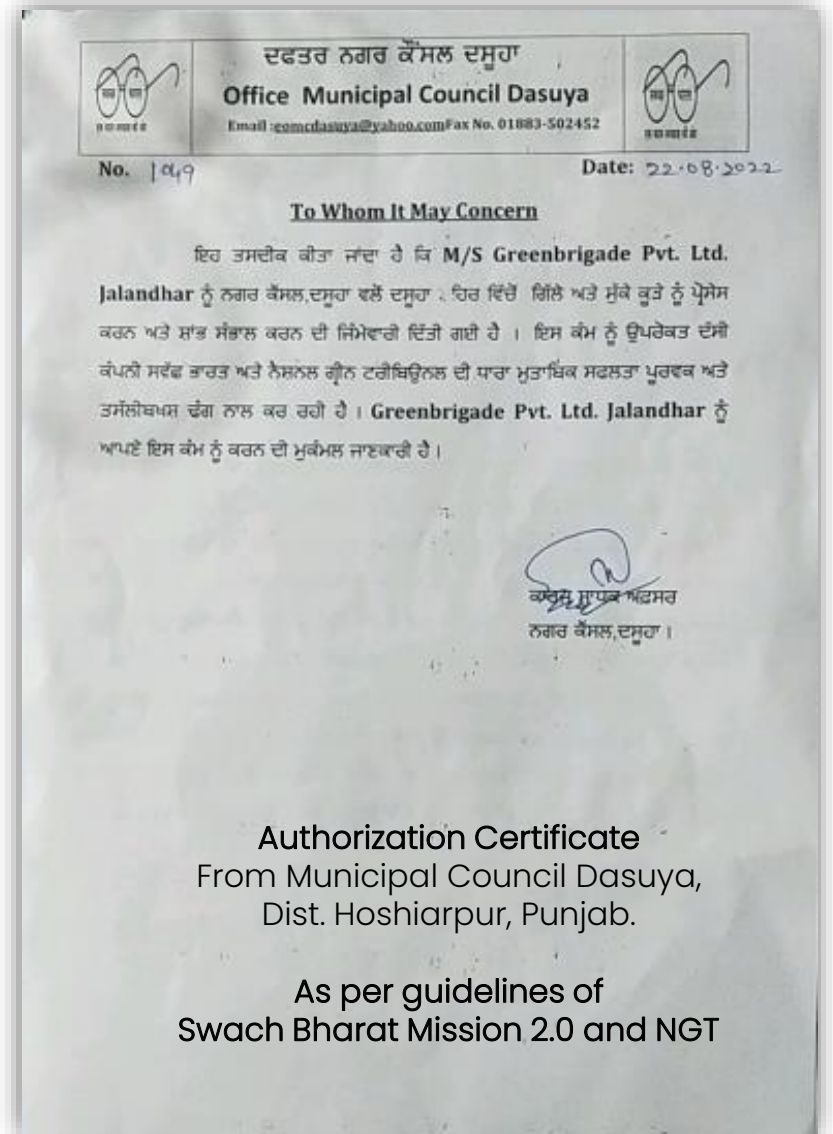 ਦਫਤਰ ਨਗਰ ਕੌਂਸਲ ਦਸੂਹਾ
Office Municipal Council Dasuya
Email :eomcdasuya@yahoo.comFax No. 01883-502452
No.
Date: 22.08.2022
To Whom It May Concern
ਇਹ ਤਸਦੀਕ ਕੀਤਾ ਜਾਂਦਾ ਹੈ ਕਿ M/S Greenbrigade Pvt. Ltd.
Jalandhar ਨੂੰ ਨਗਰ ਕੌਂਸਲ,ਦਸੂਹਾ ਵਲੋਂ ਦਸੂਹਾ ਵਿੱਚੋਂ ਗਿੱਲੇ ਅਤੇ ਸੁੱਕੇ ਕੂੜੇ ਨੂੰ ਪ੍ਰੋਸੇਸ
ਕਰਨ ਅਤੇ ਸਾਂਭ ਸੰਭਾਲ ਕਰਨ ਦੀ ਜਿੰਮੇਵਾਰੀ ਦਿੱਤੀ ਗਈ ਹੈ । ਇਸ ਕੰਮ ਨੂੰ ਉਪਰੋਕਤ ਦੱਸੀ
ਕੰਪਨੀ ਸਵੱਛ ਭਾਰਤ ਅਤੇ ਨੈਸ਼ਨਲ ਗ੍ਰੀਨ ਟਰੀਬਿਊਨਲ ਦੀ ਧਾਰਾ ਮੁਤਾਬਿਕ ਸਫਲਤਾ ਪੂਰਵਕ ਅਤੇ
ਤਸੱਲੀਬਖਸ਼ ਢੰਗ ਨਾਲ ਕਰ ਰਹੀ ਹੈ । Greenbrigade Pvt. Ltd. Jalandhar ਨੂੰ
ਆਪਣੇ ਇਸ ਕੰਮ ਨੂੰ ਕਰਨ ਦੀ ਮੁਕੰਮਲ ਜਾਣਕਾਰੀ ਹੈ ।
ਕਾਰਜ ਸਾਧਕ ਅਫ਼ਸਰ
ਨਗਰ ਕੌਂਸਲ,ਦਸੂਹਾ ।
Authorization Certificate
From Municipal Council Dasuya,
Dist. Hoshiarpur, Punjab.
As per guidelines of
Swach Bharat Mission 2.0 and NGT